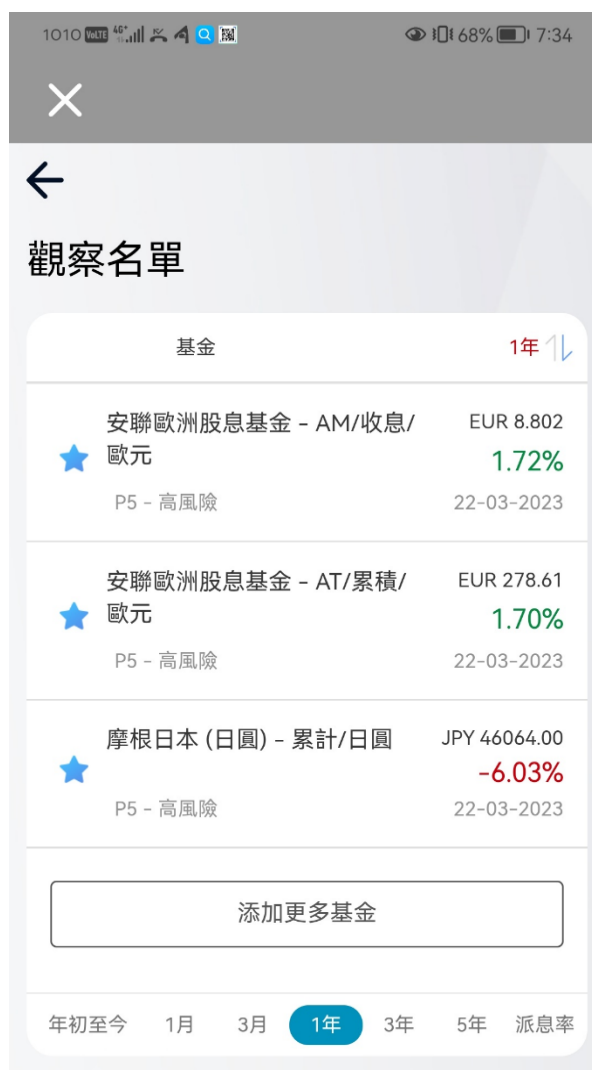 1010 VoLTE 4G+ 68% 7:34
觀察名單
基金 1年
安聯歐洲股息基金 – AM/收息/ EUR 8.802
歐元 1.72%
P5 – 高風險 22-03-2023
安聯歐洲股息基金 – AT/累積/ EUR 278.61
歐元 1.70%
P5 – 高風險 22-03-2023
摩根日本 (日圓) – 累計/日圓 JPY 46064.00
-6.03%
P5 – 高風險 22-03-2023
添加更多基金
年初至今 1月 3月 1年 3年 5年 派息率